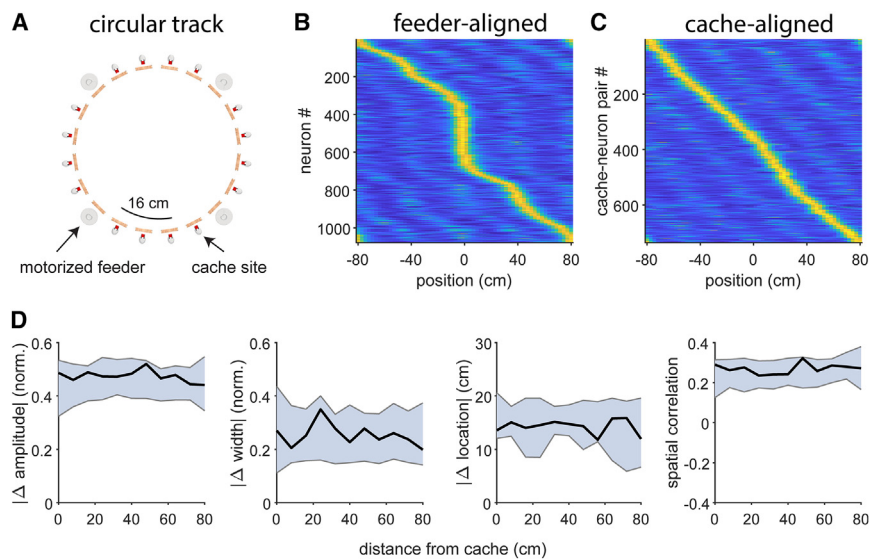 A
circular track
16 cm
motorized feeder
cache site
B
feeder-aligned
neuron #
200
400
600
800
1000
-80
-40
0
40
80
position (cm)
C
cache-aligned
cache-neuron pair #
200
400
600
-80
-40
0
40
80
position (cm)
D
|Δ amplitude| (norm.)
0.6
0.4
0.2
0
0
20
40
60
80
|Δ width| (norm.)
0.6
0.4
0.2
0
0
20
40
60
80
|Δ location| (cm)
30
20
10
0
0
20
40
60
80
spatial correlation
0.4
0.2
0
-0.2
-0.4
0
20
40
60
80
distance from cache (cm)